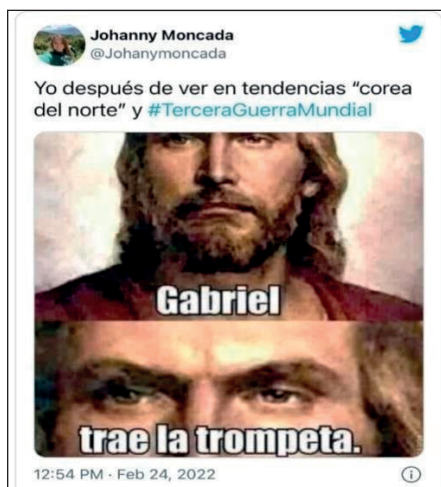 Johanny Moncada
@Johanymoncada
Yo después de ver en tendencias “corea
del norte” y #TerceraGuerraMundial
Gabriel
trae la trompeta.
12:54 PM · Feb 24, 2022